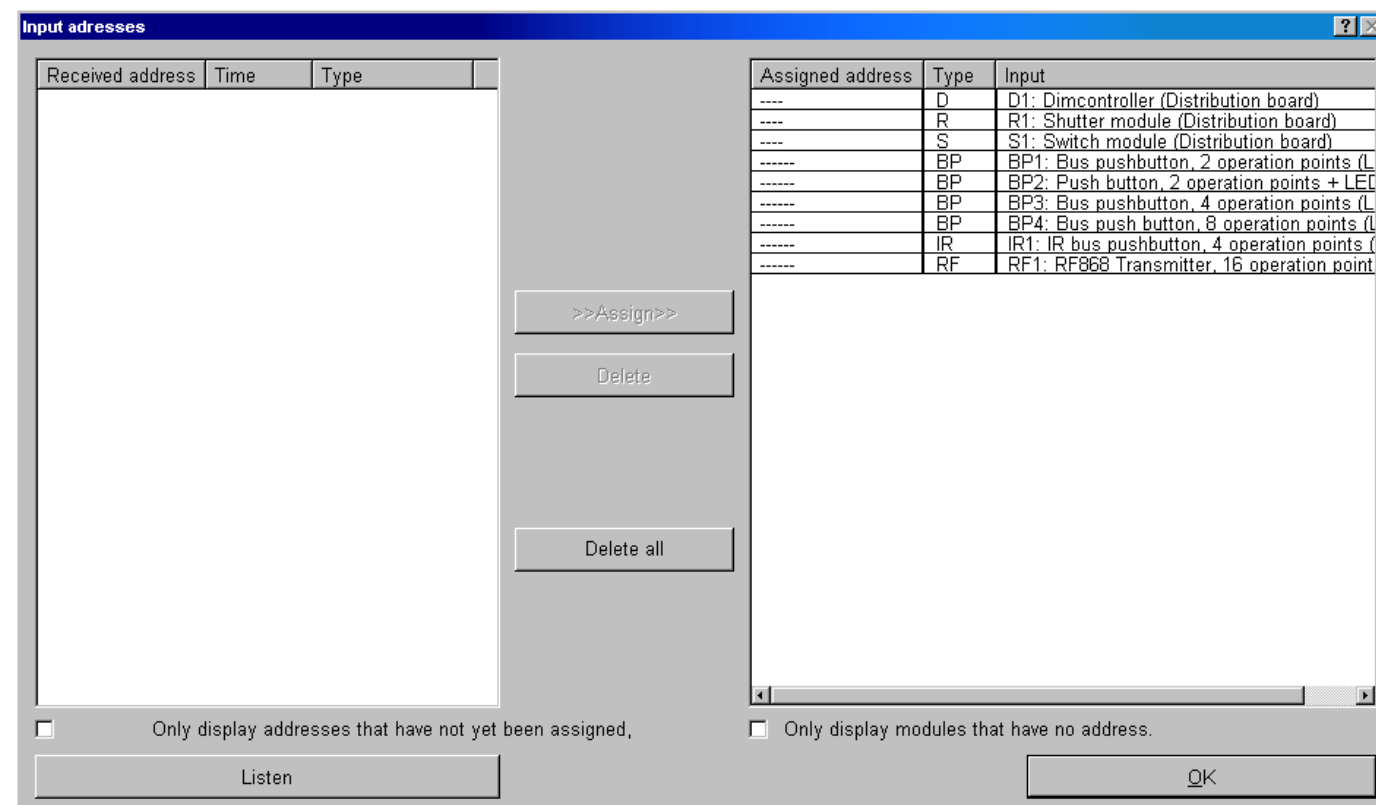 Input adresses
Received address Time Type
Assigned address Type Input
---- D D1: Dimcontroller (Distribution board)
---- R R1: Shutter module (Distribution board)
---- S S1: Switch module (Distribution board)
------ BP BP1: Bus pushbutton, 2 operation points (L
------ BP BP2: Push button, 2 operation points + LED
------ BP BP3: Bus pushbutton, 4 operation points (L
------ BP BP4: Bus push button, 8 operation points (L
------ IR IR1: IR bus pushbutton, 4 operation points (
------ RF RF1: RF868 Transmitter, 16 operation point
>>Assign>>
Delete
Delete all
Only display addresses that have not yet been assigned,
Only display modules that have no address.
Listen
OK